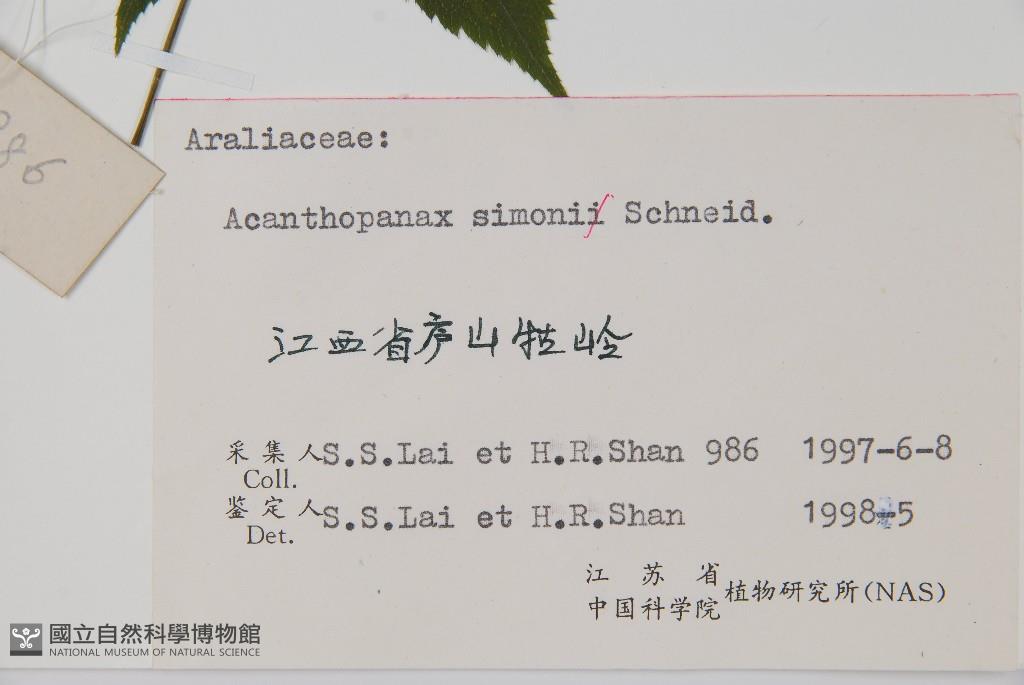 986
Araliaceae:
Acanthopanax simonii Schneid.
江西省庐山牯岭
采集人 S.S.Lai et H.R.Shan 986 1997-6-8
Coll.
鉴定人 S.S.Lai et H.R.Shan 1998-5
Det.
江苏省
中国科学院 植物研究所(NAS)
國立自然科學博物館
NATIONAL MUSEUM OF NATURAL SCIENCE